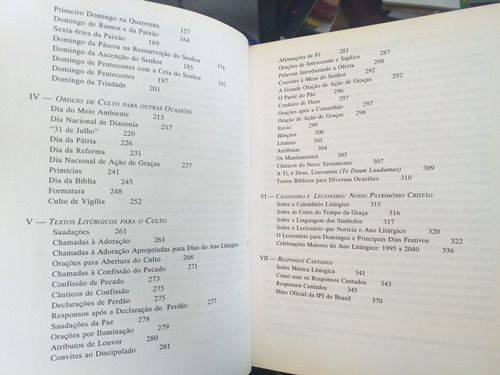 Primeiro Domingo na Quaresma 157
Domingo de Ramos e da Paixão 164
Sexta-feira da Paixão 169
Domingo da Páscoa na Ressurreição do Senhor 176
Domingo da Ascenção do Senhor 185
Domingo de Pentecostes com a Ceia do Senhor 192
Domingo de Pentecostes 197
Domingo da Trindade 201
IV — ORDENS DE CULTO PARA OUTRAS OCASIÕES
Dia do Meio Ambiente 213
Dia Nacional de Diaconia 217
"31 de Julho" 220
Dia da Pátria 226
Dia da Reforma 231
Dia Nacional de Ação de Graças 237
Primícias 241
Dia da Bíblia 245
Formatura 248
Culto de Vigília 252
V — TEXTOS LITÚRGICOS PARA O CULTO
Saudações 261
Chamadas à Adoração 261
Chamadas à Adoração Apropriadas para Dias do Ano Litúrgico
Orações para Abertura do Culto 268
Chamadas à Confissão do Pecado 271
Confissão de Pecado 273
Cânticos de Confissão 275
Declarações de Perdão 275
Responsos após a Declaração do Perdão 277
Saudações da Paz 278
Orações por Iluminação 279
Atributos de Louvor 280
Convites ao Discipulado 281
Afirmações de Fé 281
Orações de Intercessão e Súplica 287
Palavras Introduzindo a Oferta 290
Convites à Mesa do Senhor 292
A Grande Oração de Ação de Graças 292
O Partir do Pão 296
Cordeiro de Deus 297
Orações após a Comunhão 297
Oração de Ação de Graças 298
Envio 299
Bênçãos 300
Litanias 301
Antífonas 304
Os Mandamentos 305
Cânticos do Novo Testamento 307
A Ti, ó Deus, Louvamos (Te Deum Laudamus) 309
Textos Bíblicos para Diversas Ocasiões 310
VI — CALENDÁRIO E LECIONÁRIO: NOSSO PATRIMÔNIO CRISTÃO
Sobre o Calendário Litúrgico 315
Sobre as Cores do Tempo da Graça 316
Sobre a Linguagem dos Símbolos 317
Sobre o Lecionário que Norteia o Ano Litúrgico 320
O Lecionário para Domingos e Principais Dias Festivos 322
Celebrações Maiores do Ano Litúrgico: 1995 a 2040 336
VII — RESPONSOS CANTADOS
Sobre Música Litúrgica 341
Como usar os Responsos Cantados 343
Responsos Cantados 345
Hino Oficial da IPI do Brasil 370